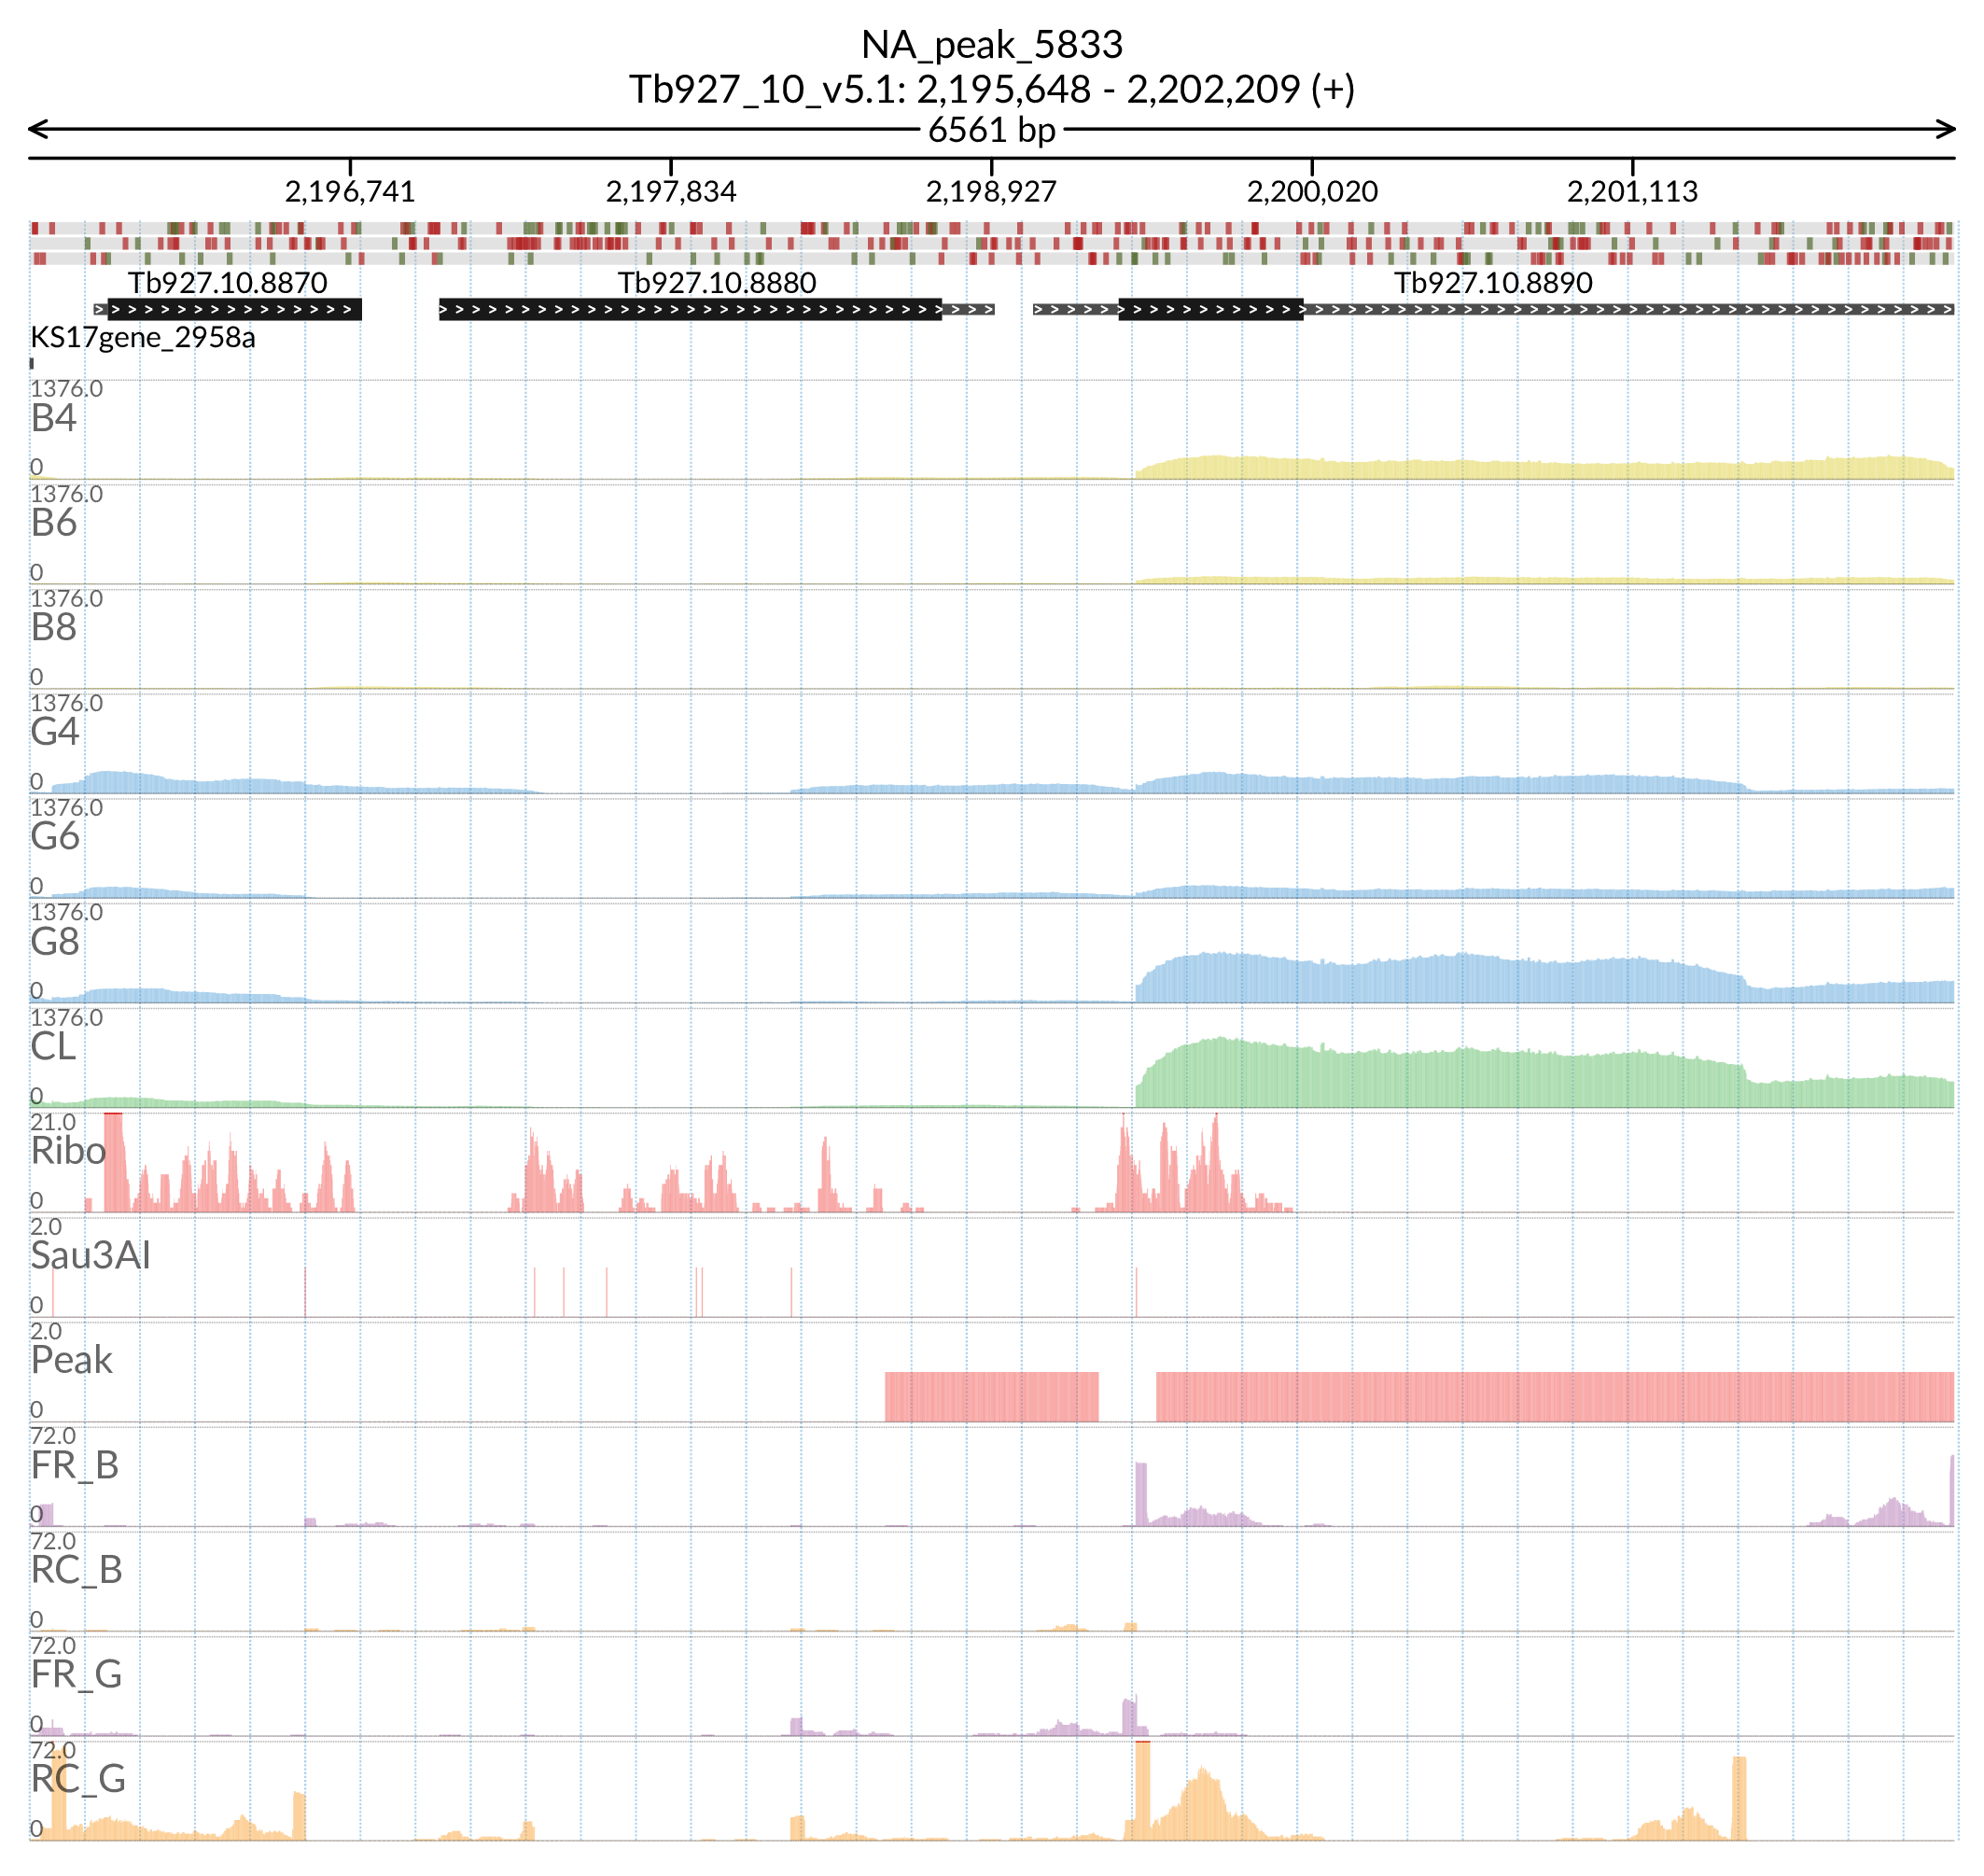 NA_peak_5833
Tb927_10_v5.1: 2,195,648 - 2,202,209 (+)
6561 bp
2,196,741 2,197,834 2,198,927 2,200,020 2,201,113
Tb927.10.8870 Tb927.10.8880 Tb927.10.8890
KS17gene_2958a
1376.0
B4
0
1376.0
B6
0
1376.0
B8
0
1376.0
G4
0
1376.0
G6
0
1376.0
G8
0
1376.0
CL
0
21.0
Ribo
0
2.0
Sau3AI
0
2.0
Peak
0
72.0
FR_B
0
72.0
RC_B
0
72.0
FR_G
0
72.0
RC_G
0